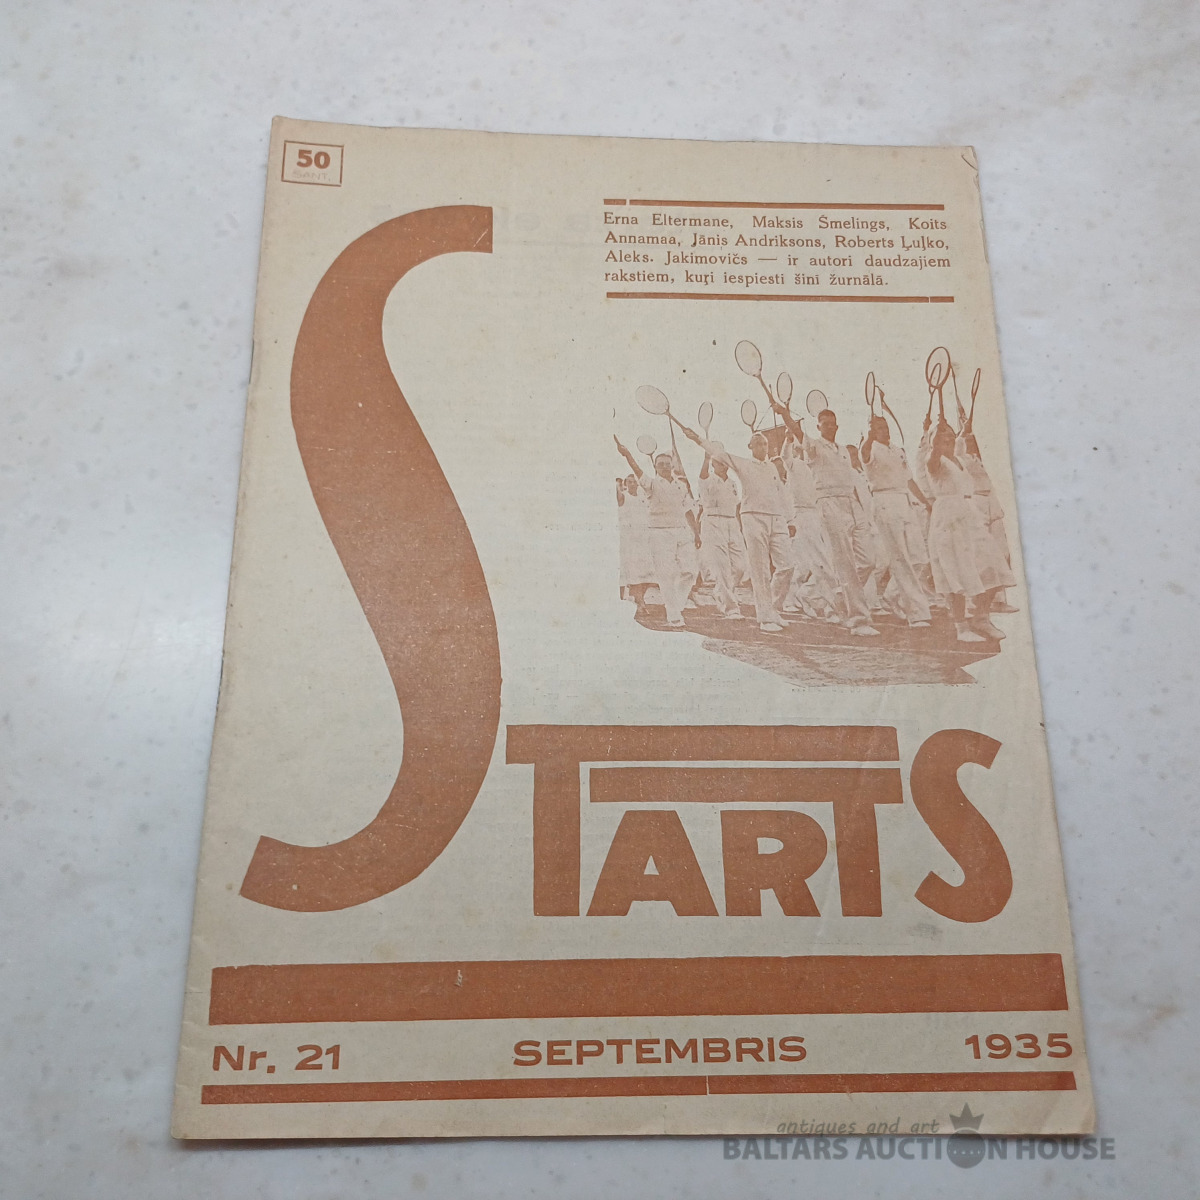 50
SANT.
Erna Eltermane, Maksis Šmelings, Koits
Annamaa, Jānis Andriksons, Roberts Ļuļko,
Aleks. Jakimovičs — ir autori daudzajiem
rakstiem, kuŗi iespiesti šinī žurnālā.
STARTS
Nr. 21 SEPTEMBRIS 1935
antiques and art
BALTARS AUCTION HOUSE